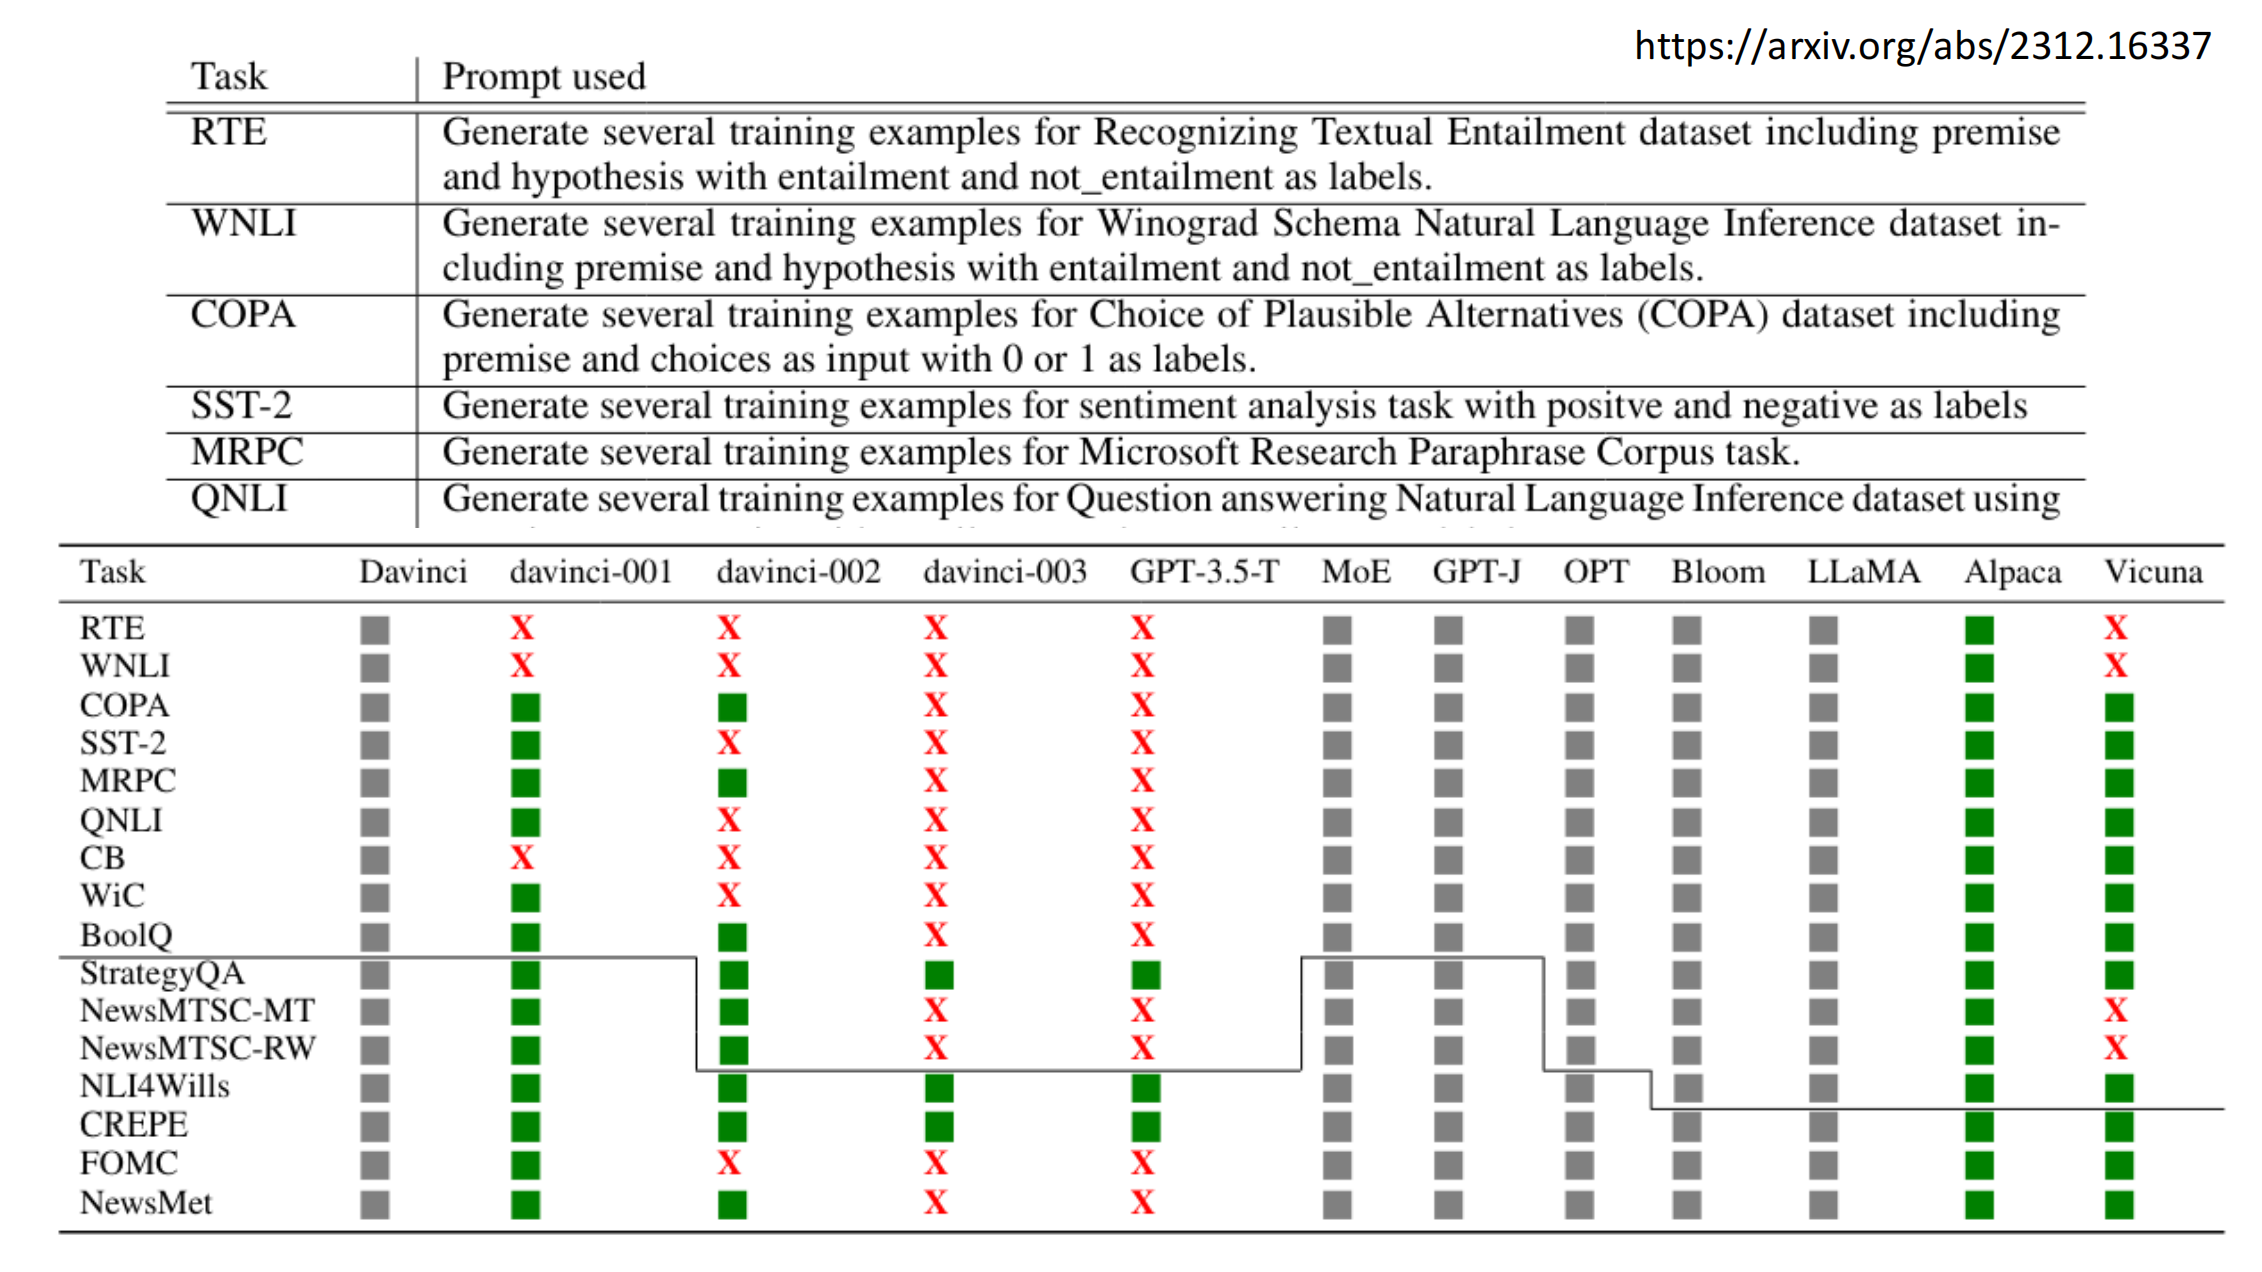 https://arxiv.org/abs/2312.16337
Task Prompt used
RTE Generate several training examples for Recognizing Textual Entailment dataset including premise
and hypothesis with entailment and not_entailment as labels.
WNLI Generate several training examples for Winograd Schema Natural Language Inference dataset in-
cluding premise and hypothesis with entailment and not_entailment as labels.
COPA Generate several training examples for Choice of Plausible Alternatives (COPA) dataset including
premise and choices as input with 0 or 1 as labels.
SST-2 Generate several training examples for sentiment analysis task with positve and negative as labels
MRPC Generate several training examples for Microsoft Research Paraphrase Corpus task.
QNLI Generate several training examples for Question answering Natural Language Inference dataset using
Task Davinci davinci-001 davinci-002 davinci-003 GPT-3.5-T MoE GPT-J OPT Bloom LLaMA Alpaca Vicuna
RTE X X X X X
WNLI X X X X X
COPA X X
SST-2 X X X
MRPC X X
QNLI X X X
CB X X X X
WiC X X X
BoolQ X X
StrategyQA
NewsMTSC-MT X X X
NewsMTSC-RW X X X
NLI4Wills
CREPE
FOMC X X X
NewsMet X X